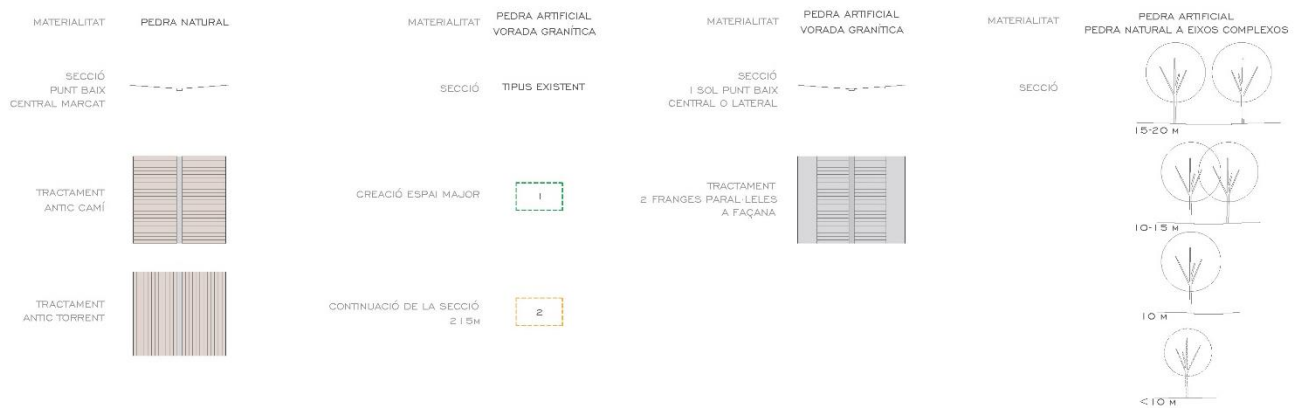 MATERIALITAT
PEDRA NATURAL
SECCIÓ
PUNT BAIX
CENTRAL MARCAT
TRACTAMENT
ANTIC CAMÍ
TRACTAMENT
ANTIC TORRENT
MATERIALITAT
PEDRA ARTIFICIAL
VORADA GRANÍTICA
SECCIÓ
TIPUS EXISTENT
CREACIÓ ESPAI MAJOR
1
CONTINUACIÓ DE LA SECCIÓ
215M
2
MATERIALITAT
PEDRA ARTIFICIAL
VORADA GRANÍTICA
SECCIÓ
1 SOL PUNT BAIX
CENTRAL O LATERAL
TRACTAMENT
2 FRANGES PARAL·LELES
A FAÇANA
MATERIALITAT
PEDRA ARTIFICIAL
PEDRA NATURAL A EIXOS COMPLEXOS
SECCIÓ
15-20 M
10-15 M
10 M
<10 M